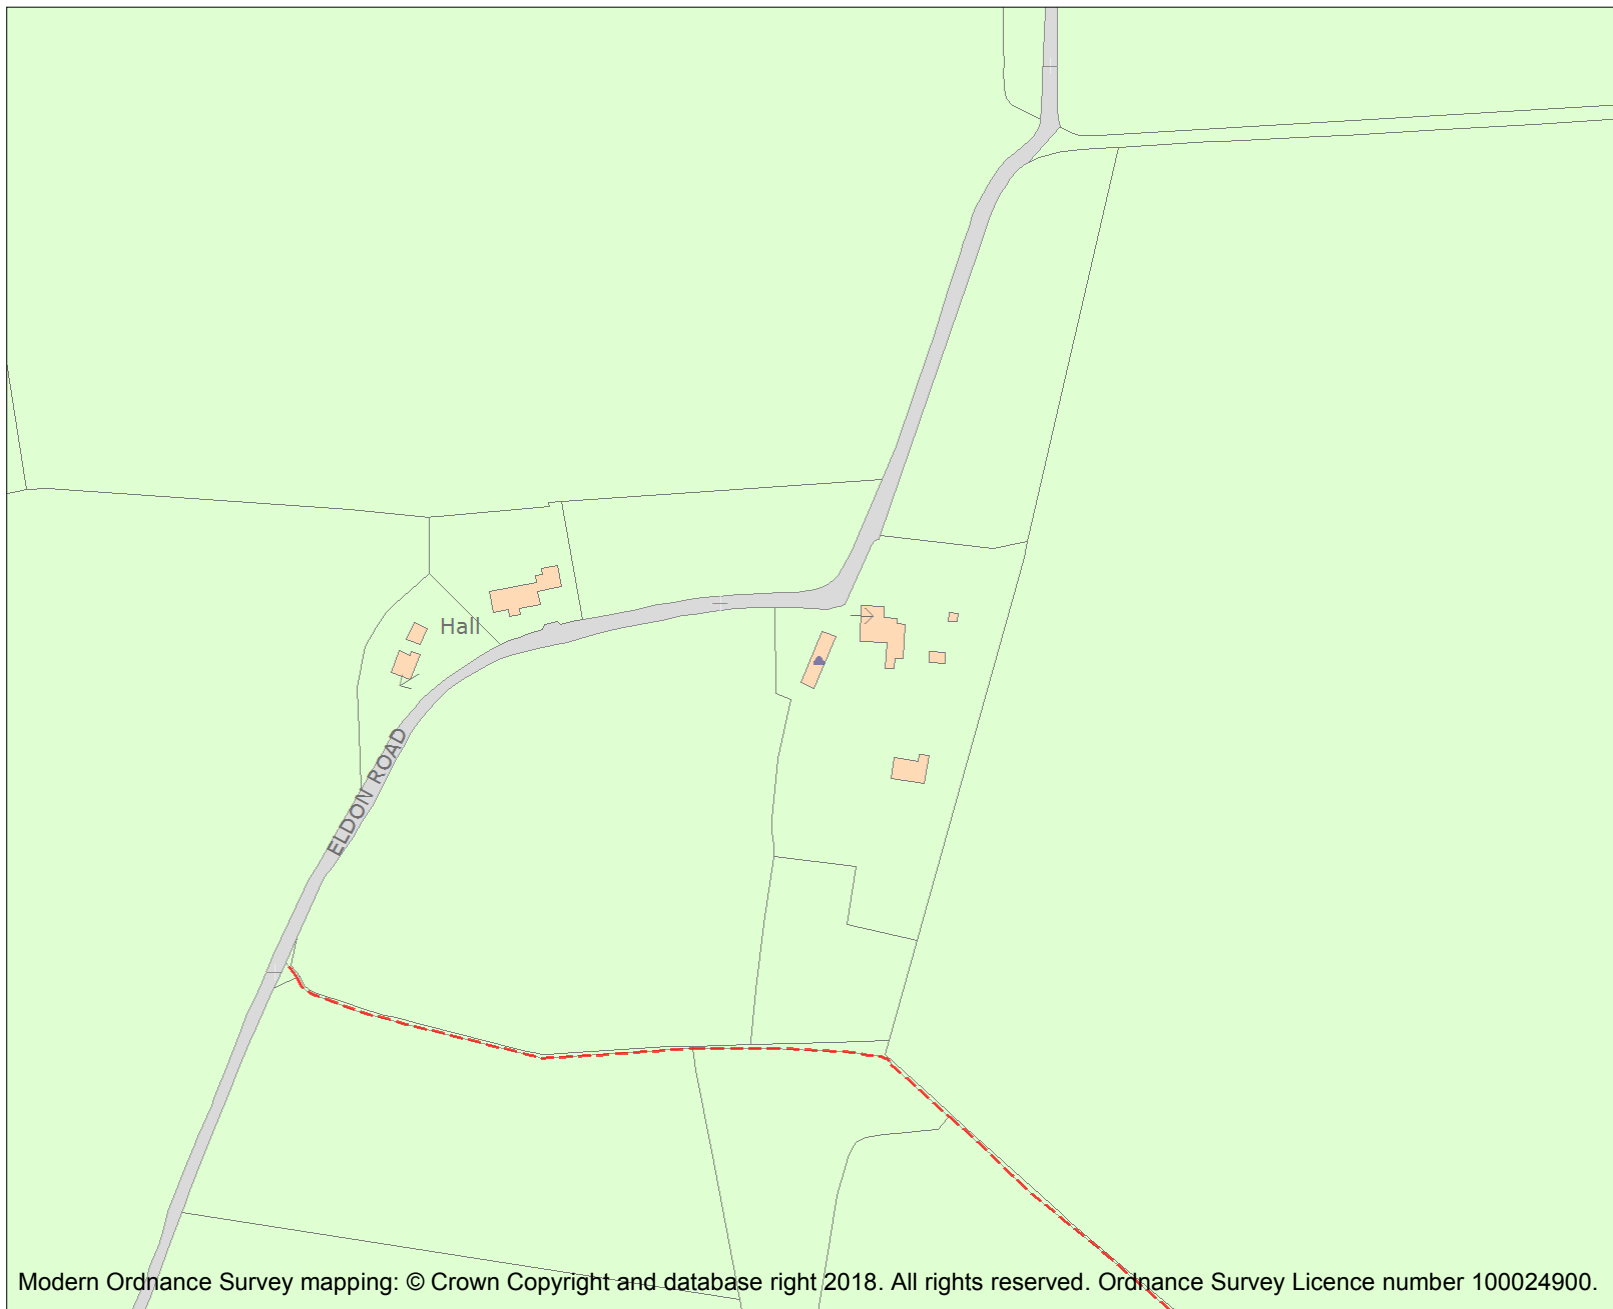 Hall
ELDON ROAD
Modern Ordnance Survey mapping: © Crown Copyright and database right 2018. All rights reserved. Ordnance Survey Licence number 100024900.